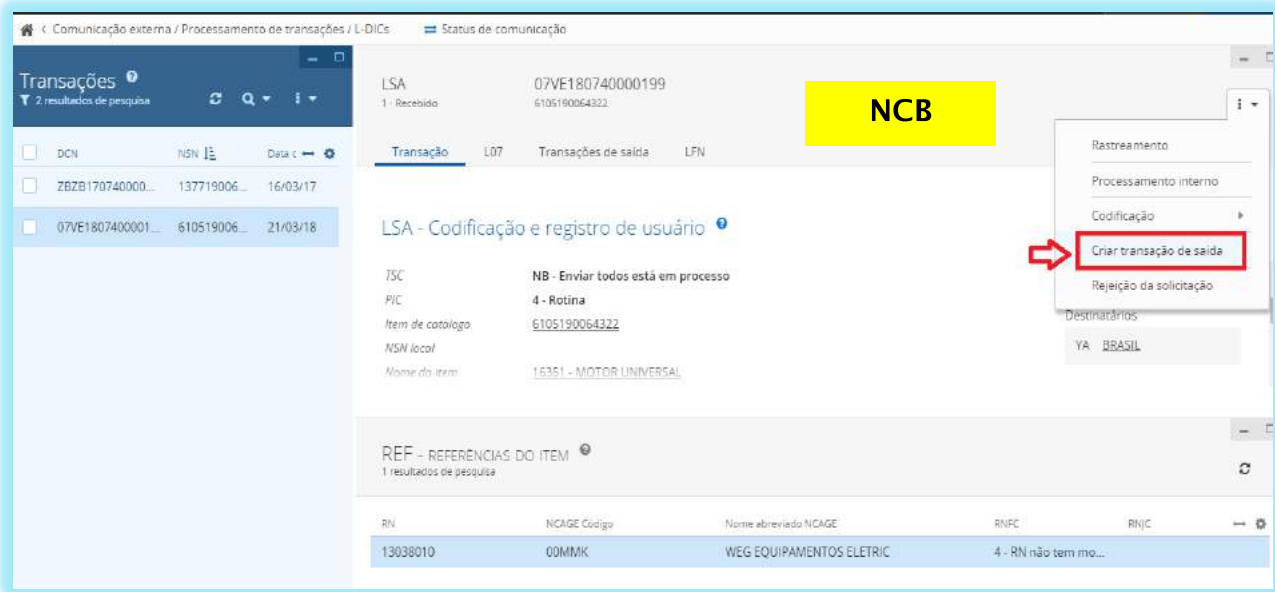 Comunicação externa / Processamento de transações / L-DICs
Status de comunicação
Transações
2 resultados de pesquisa
DCN NSN Data c
ZBZB170740000... 137719006... 16/03/17
07VE1807400001... 610519006... 21/03/18
LSA 07VE180740000199
1 - Recebido 6105190064322
NCB
Transação L07 Transações de saída LFN
Rastreamento
Processamento interno
Codificação
Criar transação de saída
Rejeição da solicitação
LSA - Codificação e registro de usuário
TSC NB - Enviar todos está em processo
PIC 4 - Rotina
Item de catálogo 6105190064322
NSN local
Nome do item 16351 - MOTOR UNIVERSAL
Destinatários
YA BRASIL
REF - REFERÊNCIAS DO ITEM
1 resultados de pesquisa
RN NCAGE Codigo Nome abreviado NCAGE RNFC RNJC
13038010 00MMK WEG EQUIPAMENTOS ELETRIC 4 - RN não tem mo...